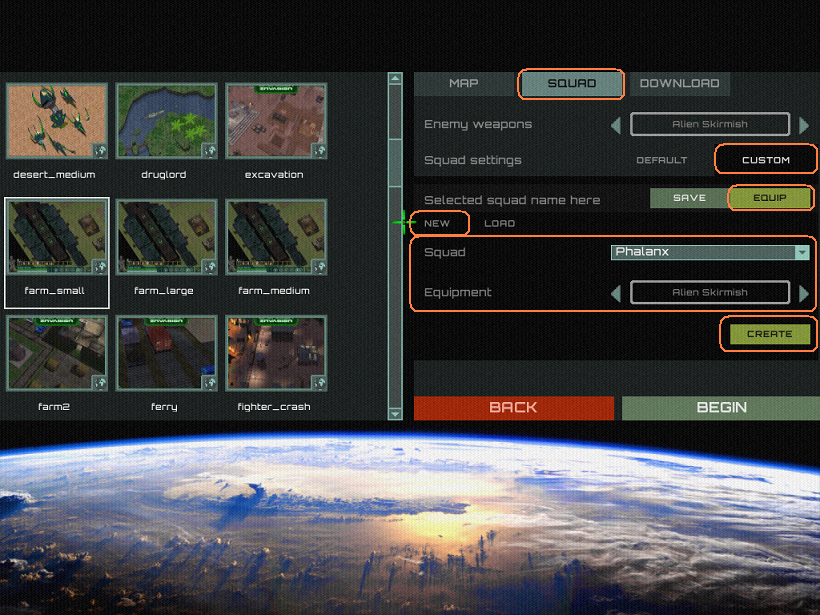 MAP SQUAD DOWNLOAD
INVASION
desert_medium druglord excavation
Enemy weapons Alien Skirmish
Squad settings DEFAULT CUSTOM
Selected squad name here SAVE EQUIP
NEW LOAD
farm_small farm_large farm_medium
Squad Phalanx
Equipment Alien Skirmish
INVASION INVASION INVASION
CREATE
farm2 ferry fighter_crash
BACK BEGIN